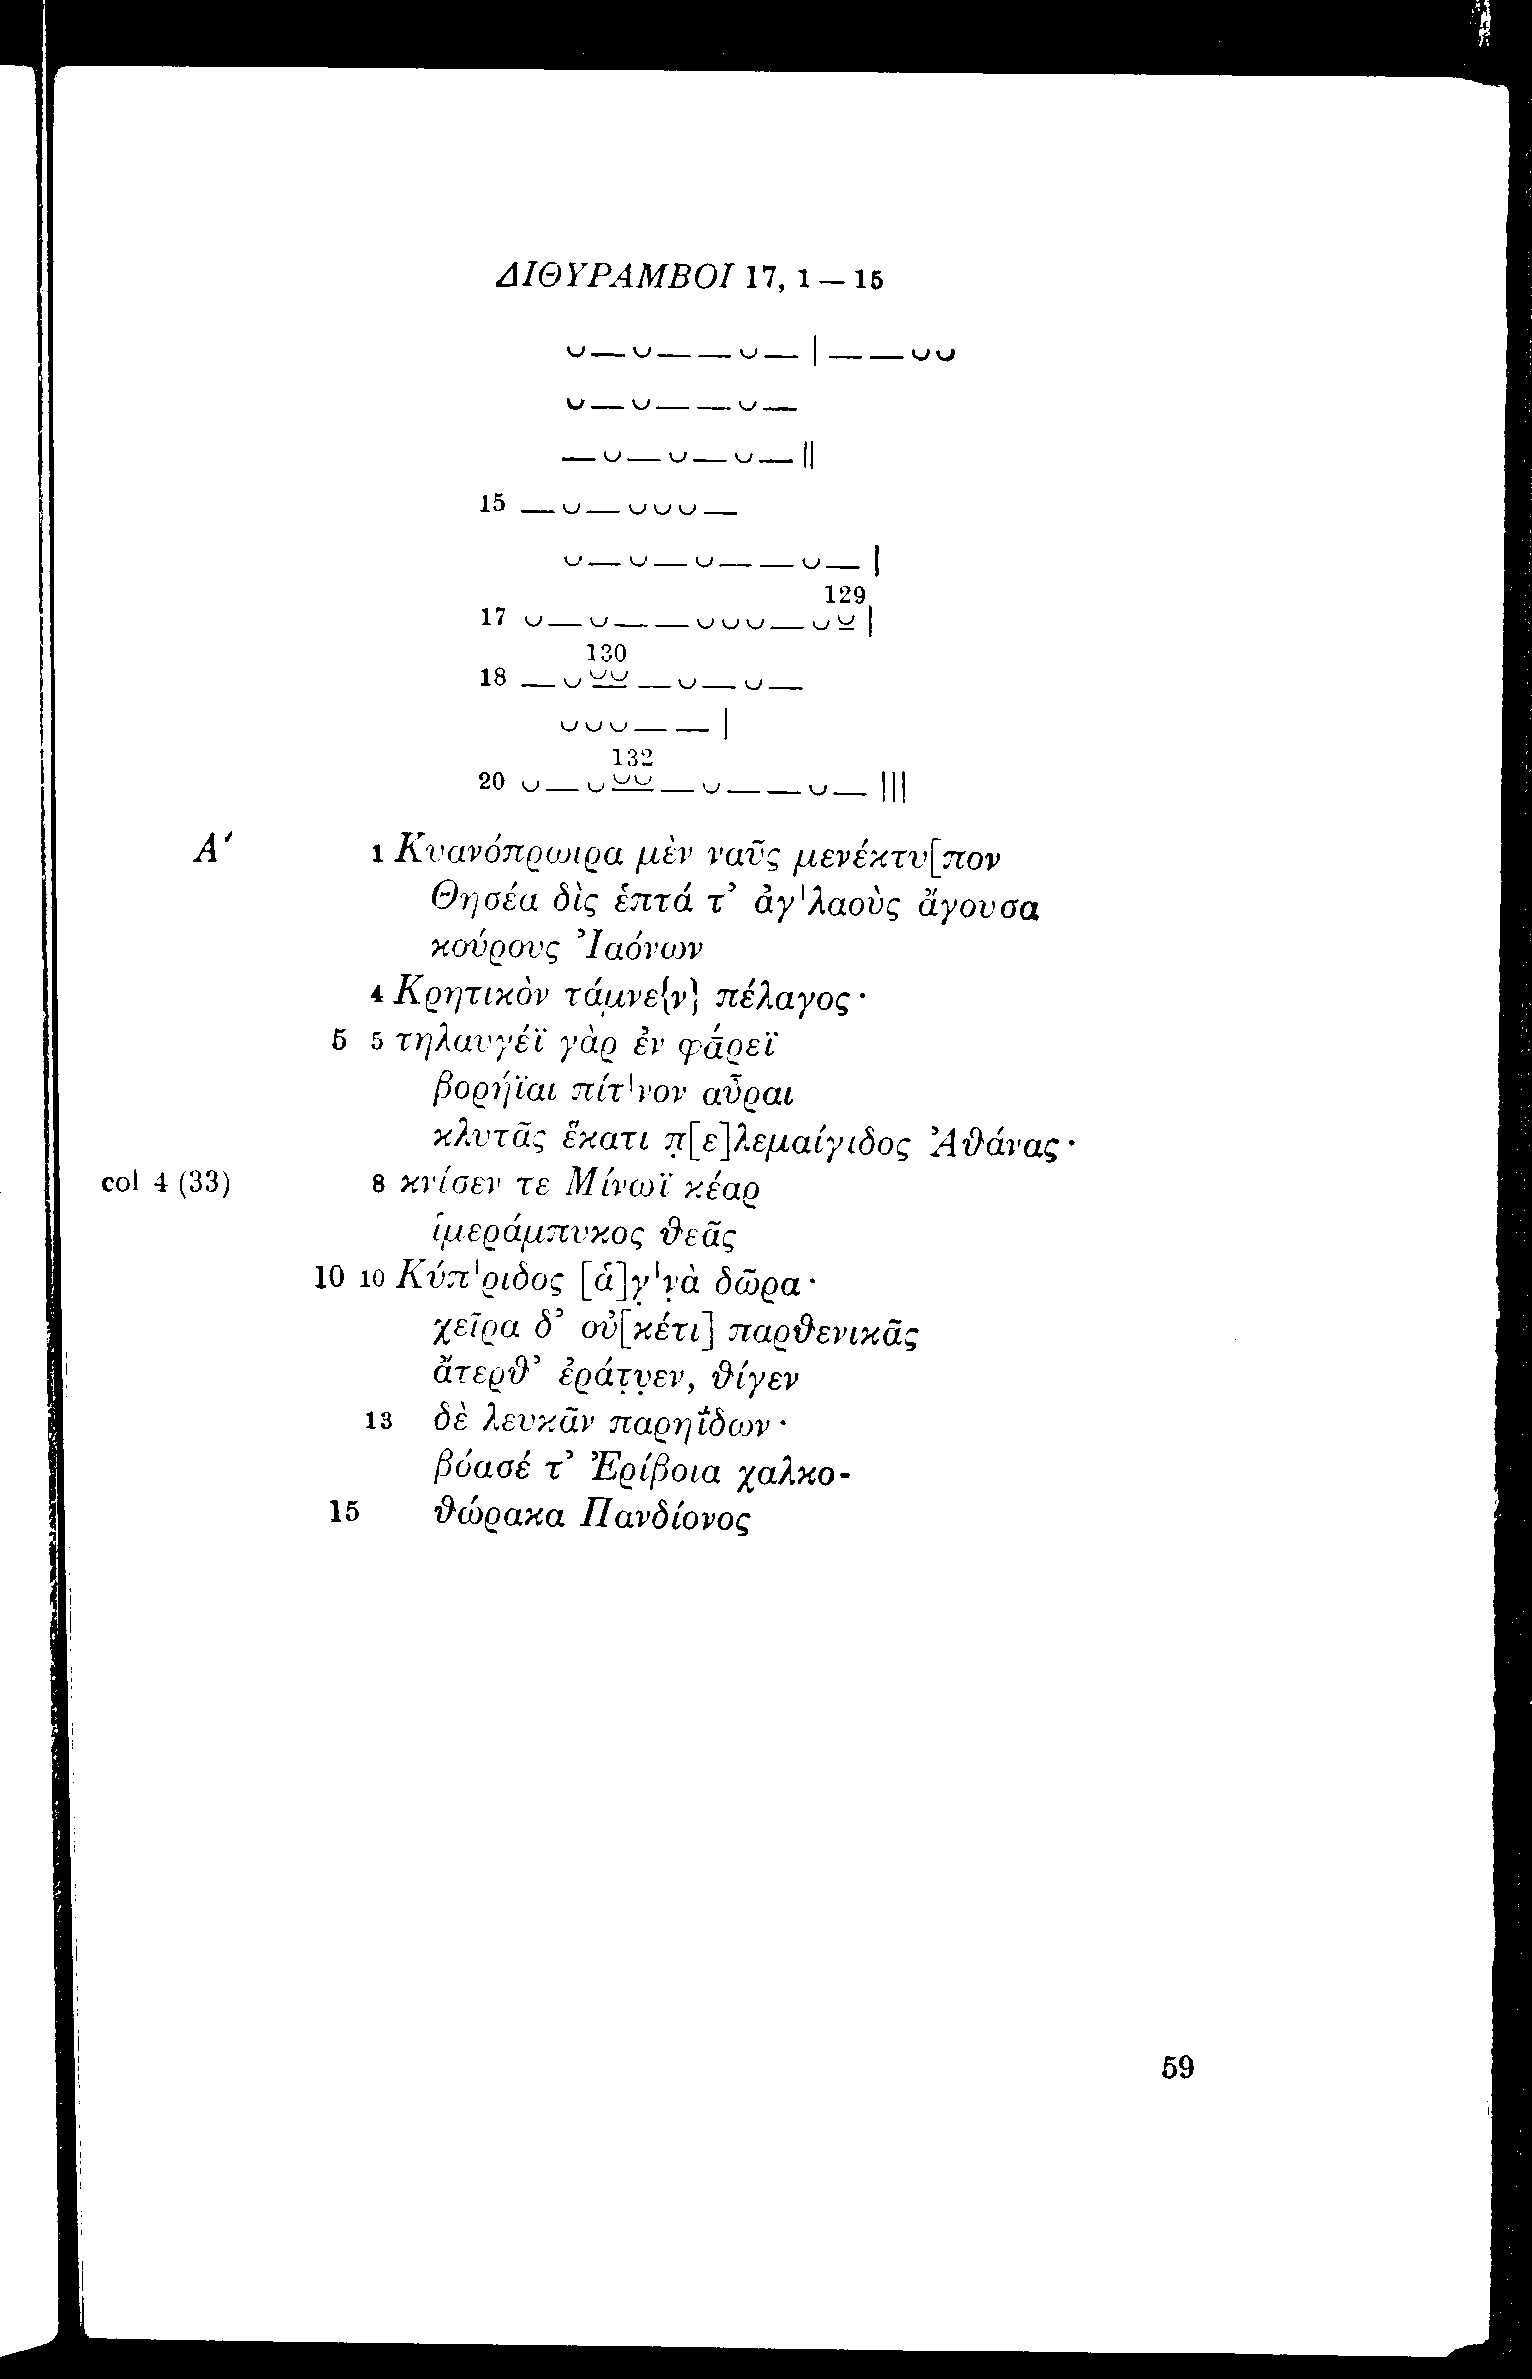 ΔΙΘΥΡΑΜΒΟΙ 17, 1 – 15
⏑ — ⏑ — — ⏑ — | — — ⏑ ⏑
⏑ — ⏑ — — ⏑ —
— ⏑ — ⏑ — ⏑ — ||
15 — ⏑ — ⏑ ⏑ ⏑ —
⏑ — ⏑ — ⏑ — — ⏑ — |
129
17 ⏑ — ⏑ — — ⏑ ⏑ ⏑ — ⏑ ⏓ |
130
18 — ⏑ ⏔ — ⏑ — ⏑ —
⏑ ⏑ ⏑ — — |
132
20 ⏑ — ⏑ ⏔ — ⏑ — — ⏑ — |||
Α′ 1 Κυανόπρωιρα μὲν ναῦς μενέκτυ[πον
Θησέα δὶς ἑπτά τ’ ἀγ'λαοὺς ἄγουσα
κούρους Ἰαόνων
4 Κρητικὸν τάμνε{ν} πέλαγος·
5 5 τηλαυγέϊ γὰρ ἐν φάρεϊ
βορήϊαι πίτ'νον αὖραι
κλυτᾶς ἕκατι π̣[ε]λεμαίγιδος Ἀθάνας·
col 4 (33) 8 κνίσεν τε Μίνωϊ κέαρ
ἱμεράμπυκος θεᾶς
10 10 Κύπ'ριδος [ἁ]γ̣'ν̣ὰ δῶρα·
χεῖρα δ’ οὐ[κέτι] παρθενικᾶς
ἄτερθ’ ἐράτ̣υ̣εν, θίγεν
13 δὲ λευκᾶν παρηΐδων·
βόασέ τ’ Ἐρίβοια χαλκο-
15 θώρακα Πανδίονος
59